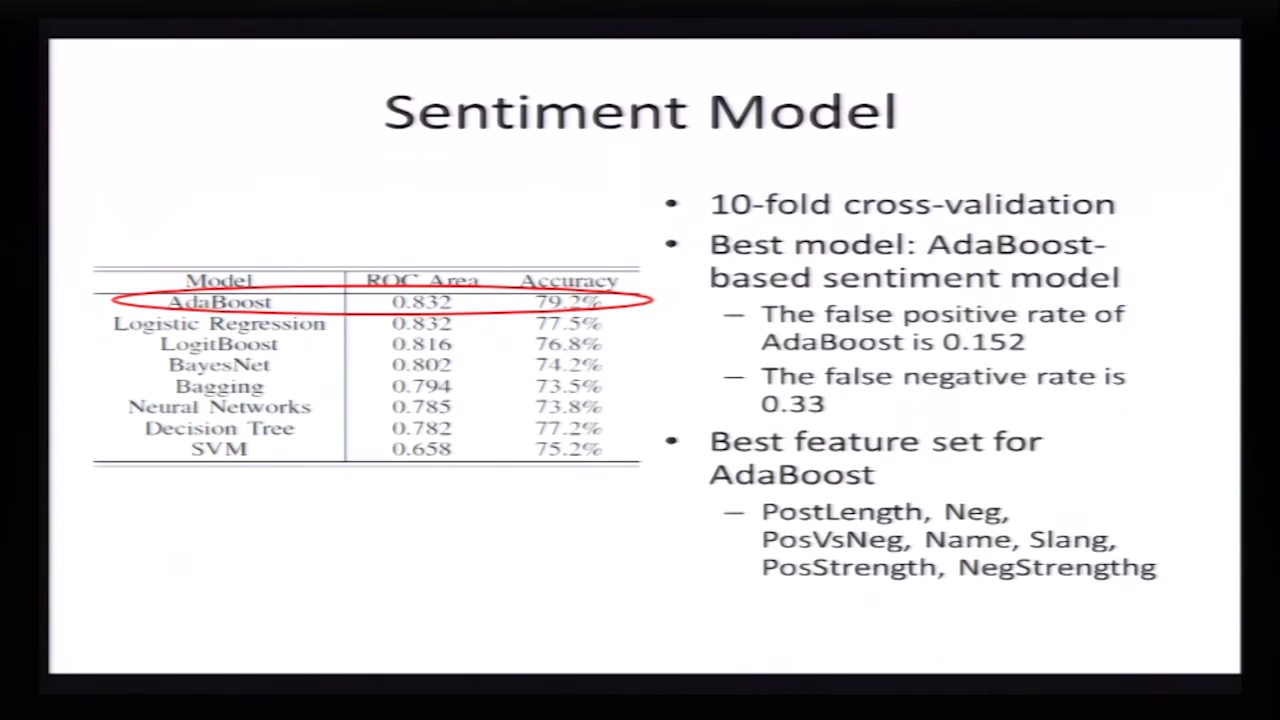 Sentiment Model
Model ROC Area Accuracy
AdaBoost 0.832 79.2%
Logistic Regression 0.832 77.5%
LogitBoost 0.816 76.8%
BayesNet 0.802 74.2%
Bagging 0.794 73.5%
Neural Networks 0.785 73.8%
Decision Tree 0.782 77.2%
SVM 0.658 75.2%
• 10-fold cross-validation
• Best model: AdaBoost-
based sentiment model
– The false positive rate of
AdaBoost is 0.152
– The false negative rate is
0.33
• Best feature set for
AdaBoost
– PostLength, Neg,
PosVsNeg, Name, Slang,
PosStrength, NegStrengthg